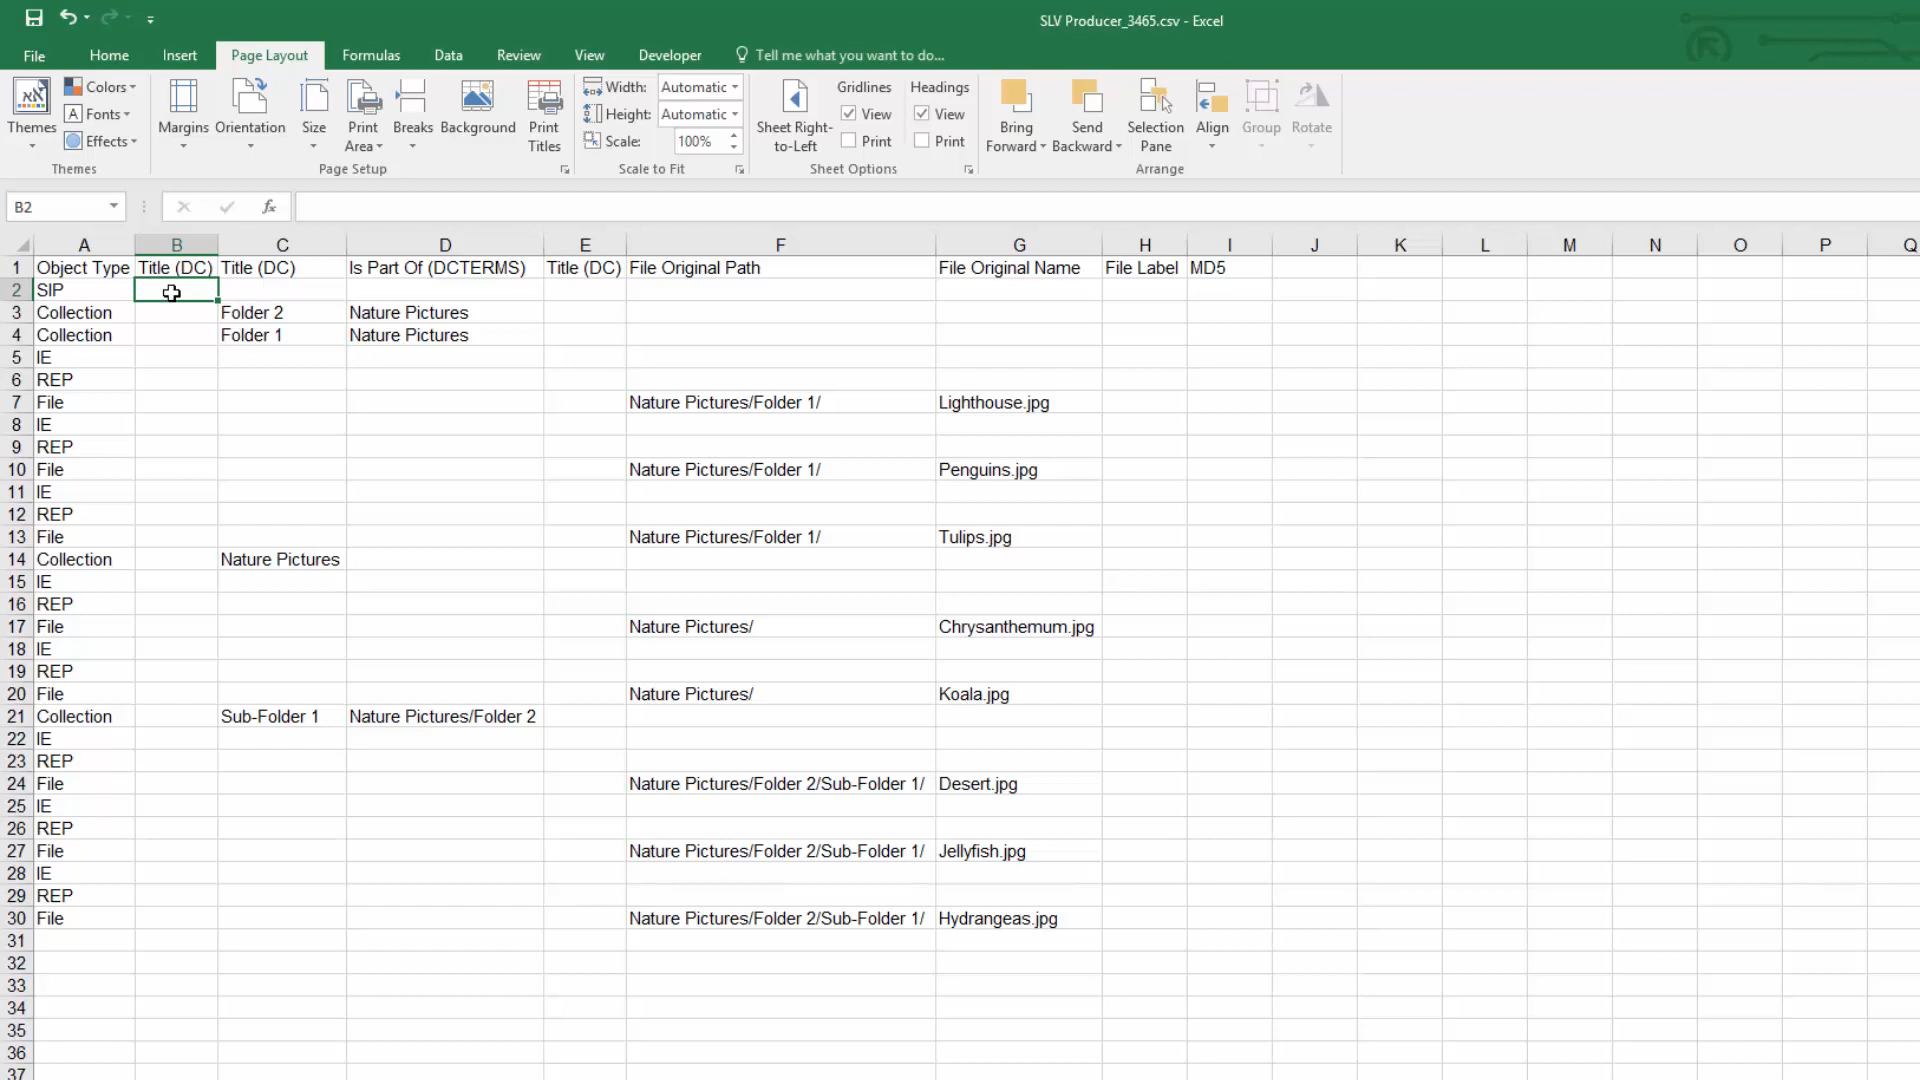 SLV Producer_3465.csv - Excel
File Home Insert Page Layout Formulas Data Review View Developer Tell me what you want to do...
Themes Colors Fonts Effects Themes
Margins Orientation Size Print Area Breaks Background Print Titles Page Setup
Width: Automatic Height: Automatic Scale: 100% Scale to Fit
Sheet Right-to-Left Gridlines View Print Headings View Print Sheet Options
Bring Forward Send Backward Selection Pane Align Group Rotate Arrange
B2 fx
A B C D E F G H I J K L M N O P Q
1 Object Type Title (DC) Title (DC) Is Part Of (DCTERMS) Title (DC) File Original Path File Original Name File Label MD5
2 SIP
3 Collection Folder 2 Nature Pictures
4 Collection Folder 1 Nature Pictures
5 IE
6 REP
7 File Nature Pictures/Folder 1/ Lighthouse.jpg
8 IE
9 REP
10 File Nature Pictures/Folder 1/ Penguins.jpg
11 IE
12 REP
13 File Nature Pictures/Folder 1/ Tulips.jpg
14 Collection Nature Pictures
15 IE
16 REP
17 File Nature Pictures/ Chrysanthemum.jpg
18 IE
19 REP
20 File Nature Pictures/ Koala.jpg
21 Collection Sub-Folder 1 Nature Pictures/Folder 2
22 IE
23 REP
24 File Nature Pictures/Folder 2/Sub-Folder 1/ Desert.jpg
25 IE
26 REP
27 File Nature Pictures/Folder 2/Sub-Folder 1/ Jellyfish.jpg
28 IE
29 REP
30 File Nature Pictures/Folder 2/Sub-Folder 1/ Hydrangeas.jpg
31
32
33
34
35
36
37